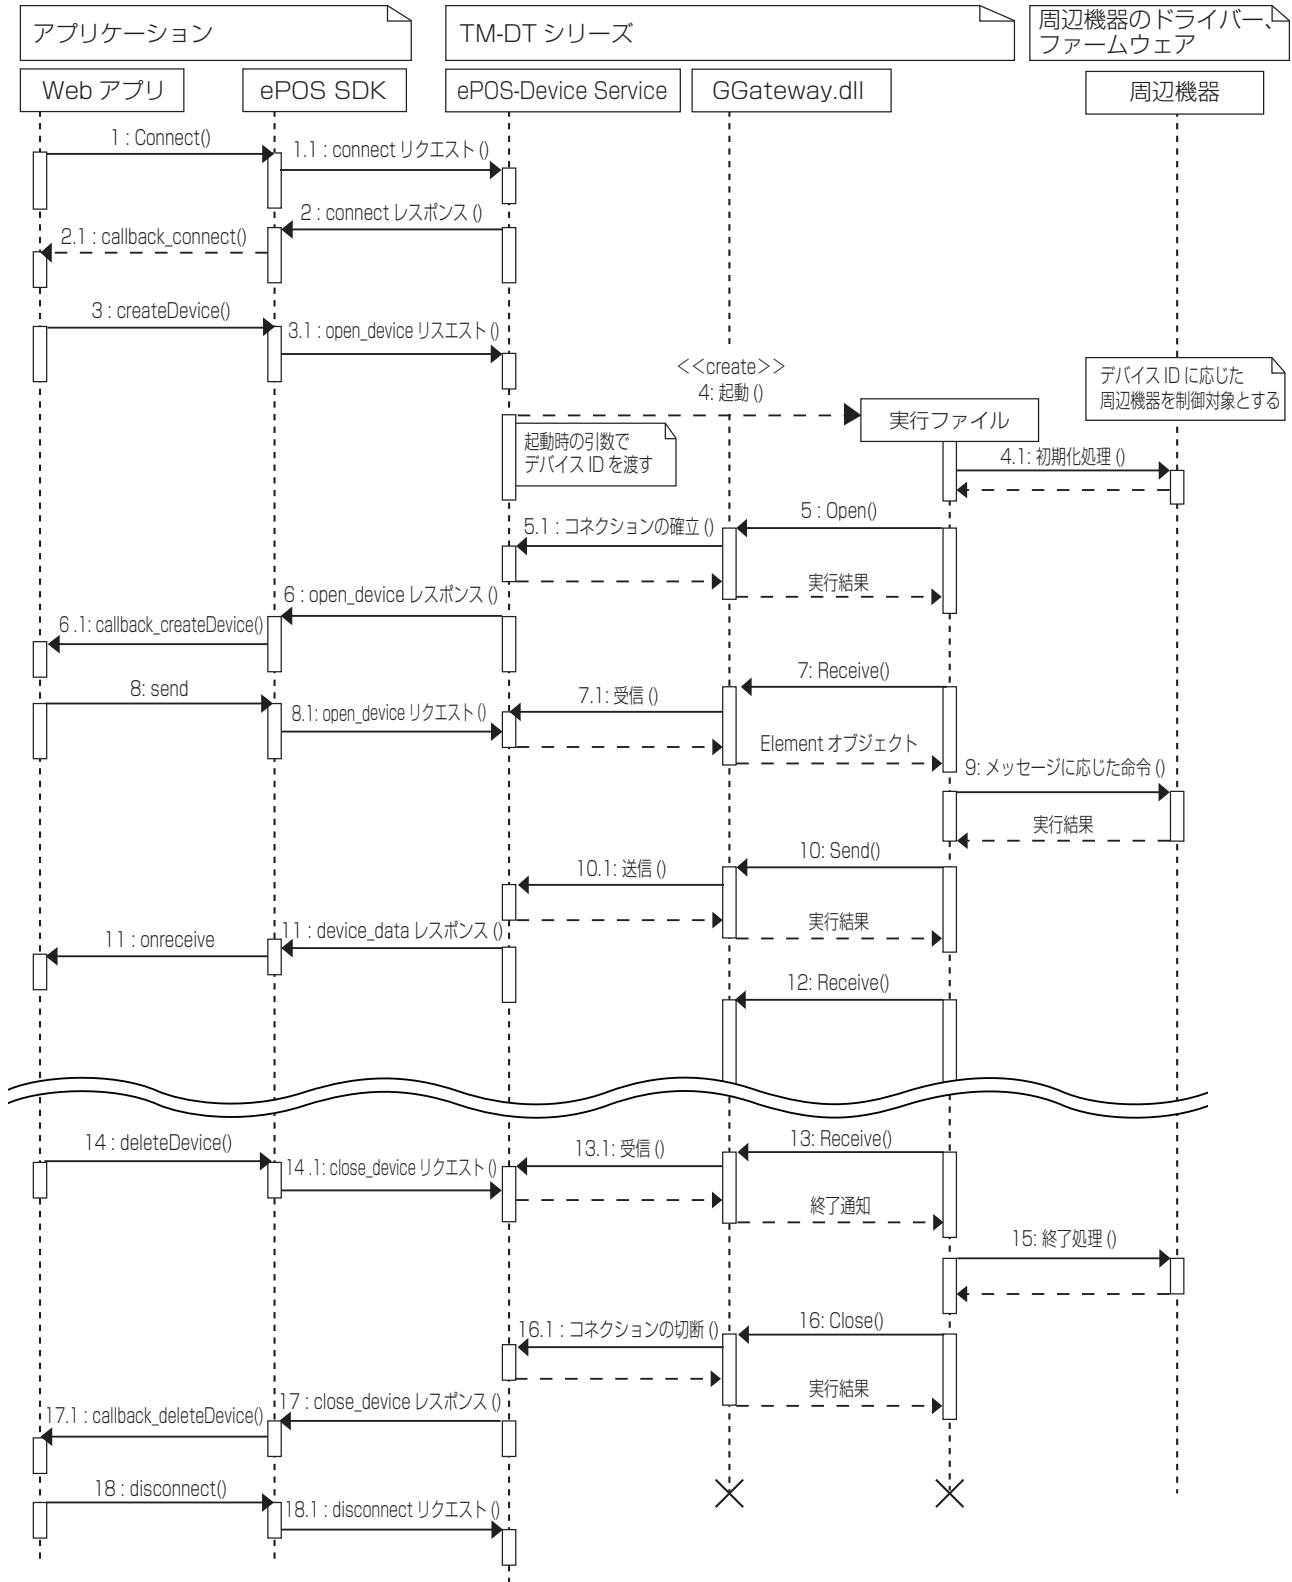 アプリケーション
TM-DT シリーズ
周辺機器のドライバー、
ファームウェア
Web アプリ
ePOS SDK
ePOS-Device Service
GGateway.dll
周辺機器
1 : Connect()
1.1 : connect リクエスト ()
2 : connect レスポンス ()
2.1 : callback_connect()
3 : createDevice()
3.1 : open_device リスエスト ()
<<create>>
4: 起動 ()
デバイス ID に応じた
周辺機器を制御対象とする
実行ファイル
起動時の引数で
デバイス ID を渡す
4.1: 初期化処理 ()
5 : Open()
5.1 : コネクションの確立 ()
実行結果
6 : open_device レスポンス ()
6 .1: callback_createDevice()
7: Receive()
8: send
7.1: 受信 ()
8.1: open_device リクエスト ()
Element オブジェクト
9: メッセージに応じた命令 ()
実行結果
10: Send()
10.1: 送信 ()
実行結果
11 : device_data レスポンス ()
11 : onreceive
12: Receive()
14 : deleteDevice()
13: Receive()
13.1: 受信 ()
14 .1: close_device リクエスト ()
終了通知
15: 終了処理 ()
16: Close()
16.1 : コネクションの切断 ()
実行結果
17 : close_device レスポンス ()
17.1 : callback_deleteDevice()
18 : disconnect()
18.1 : disconnect リクエスト ()